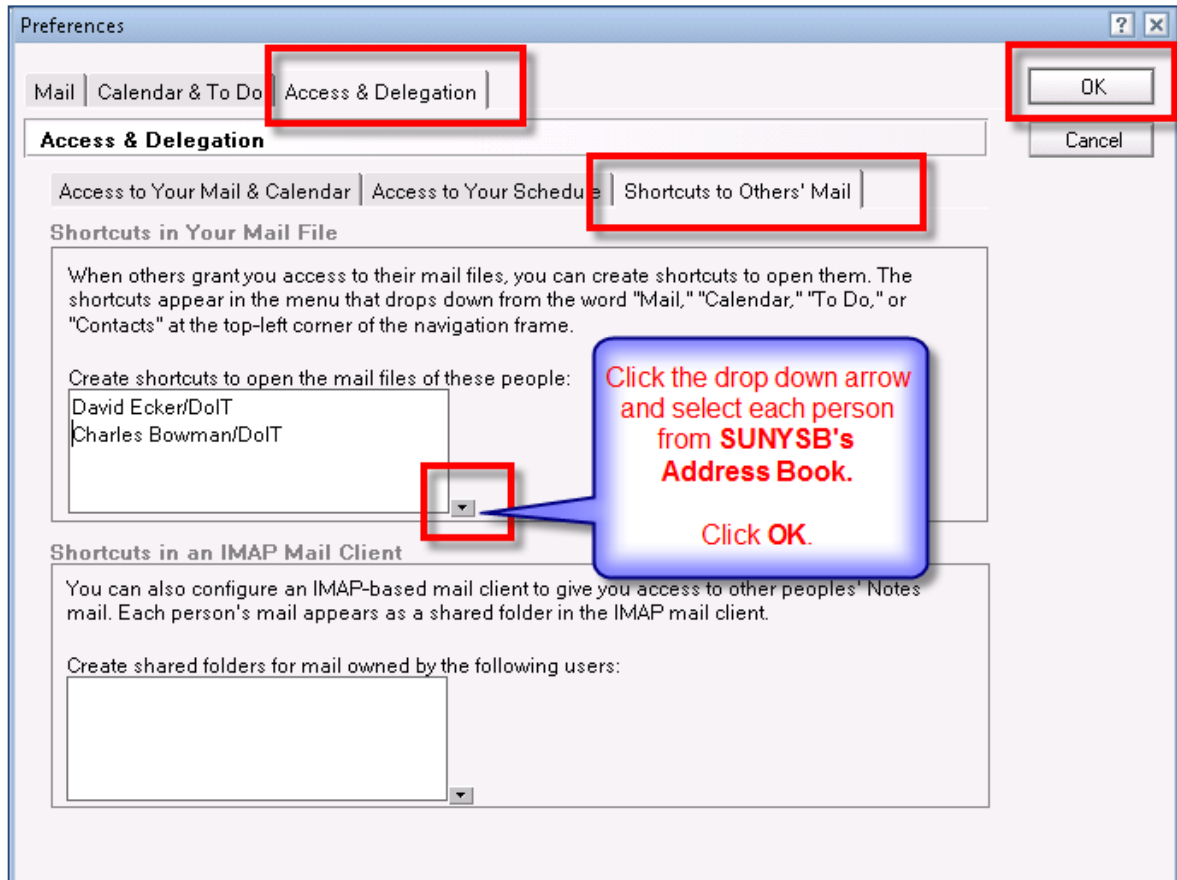 Preferences
Mail Calendar & To Do Access & Delegation
OK
Access & Delegation
Cancel
Access to Your Mail & Calendar Access to Your Schedule Shortcuts to Others' Mail
Shortcuts in Your Mail File
When others grant you access to their mail files, you can create shortcuts to open them. The
shortcuts appear in the menu that drops down from the word "Mail," "Calendar," "To Do," or
"Contacts" at the top-left corner of the navigation frame.
Create shortcuts to open the mail files of these people:
David Ecker/DoIT
Charles Bowman/DoIT
Click the drop down arrow
and select each person
from SUNYSB's
Address Book.
Click OK.
Shortcuts in an IMAP Mail Client
You can also configure an IMAP-based mail client to give you access to other peoples' Notes
mail. Each person's mail appears as a shared folder in the IMAP mail client.
Create shared folders for mail owned by the following users: